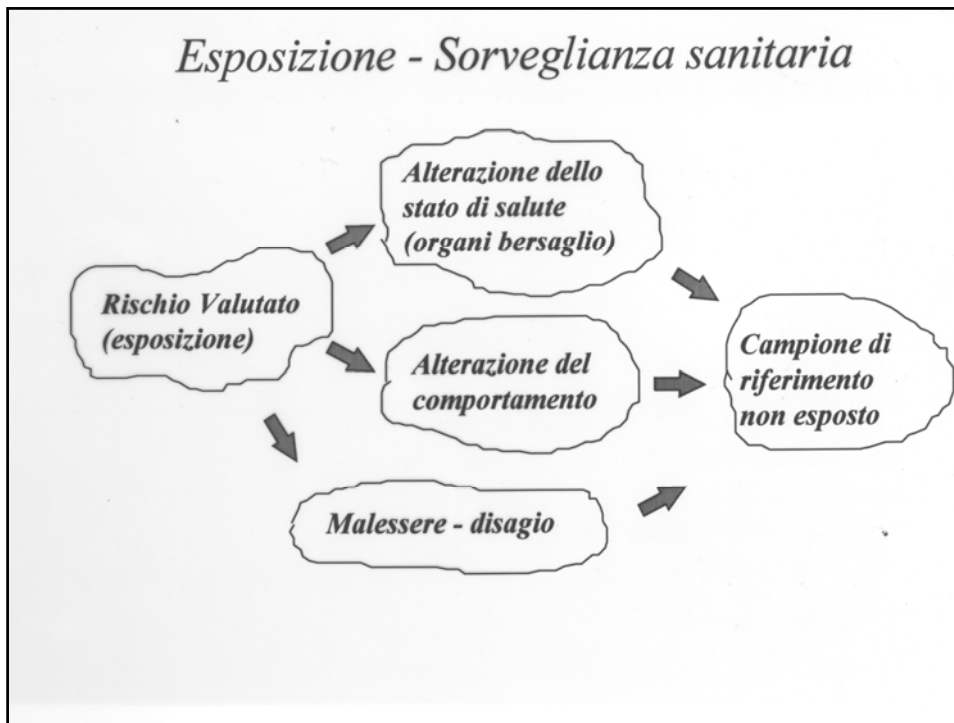 Esposizione - Sorveglianza sanitaria
Alterazione dello
stato di salute
(organi bersaglio)
Rischio Valutato
(esposizione)
Alterazione del
comportamento
Campione di
riferimento
non esposto
Malessere - disagio